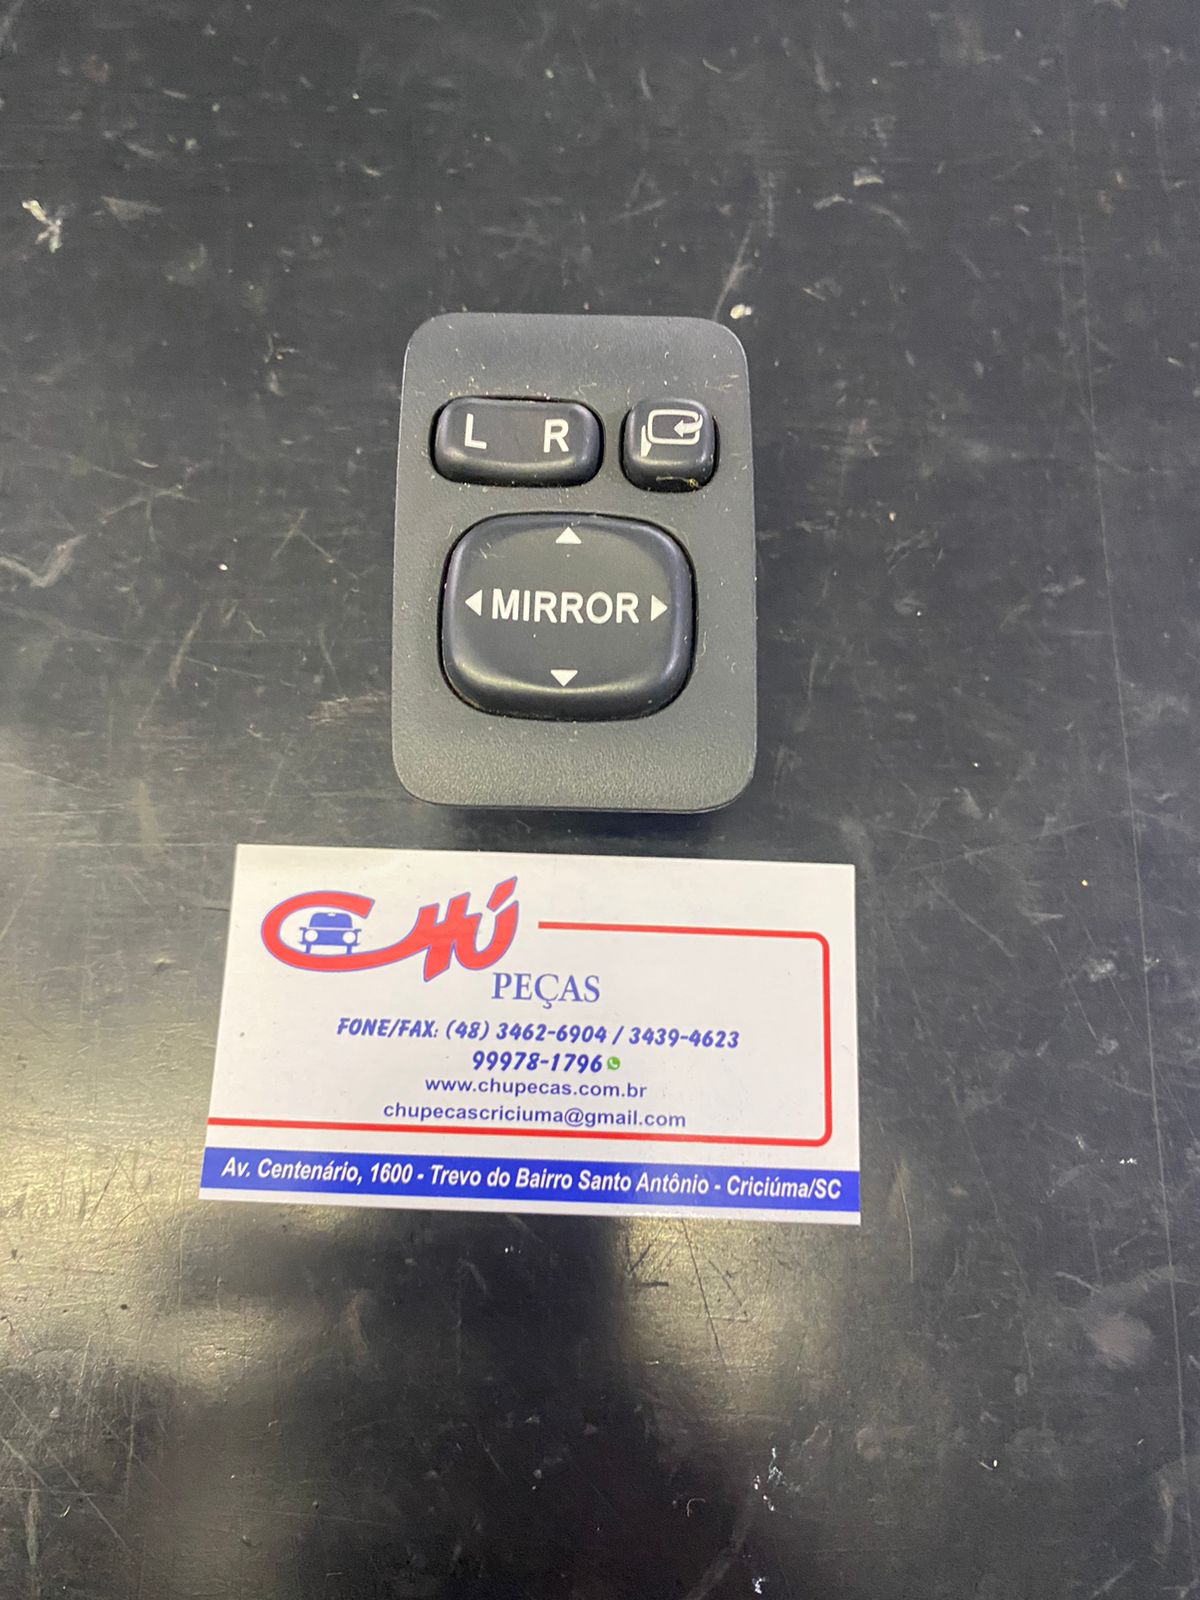 L R
MIRROR
CHÚ
PEÇAS
FONE/FAX: (48) 3462-6904 / 3439-4623
99978-1796
www.chupecas.com.br
chupecascriciuma@gmail.com
Av. Centenário, 1600 - Trevo do Bairro Santo Antônio - Criciúma/SC